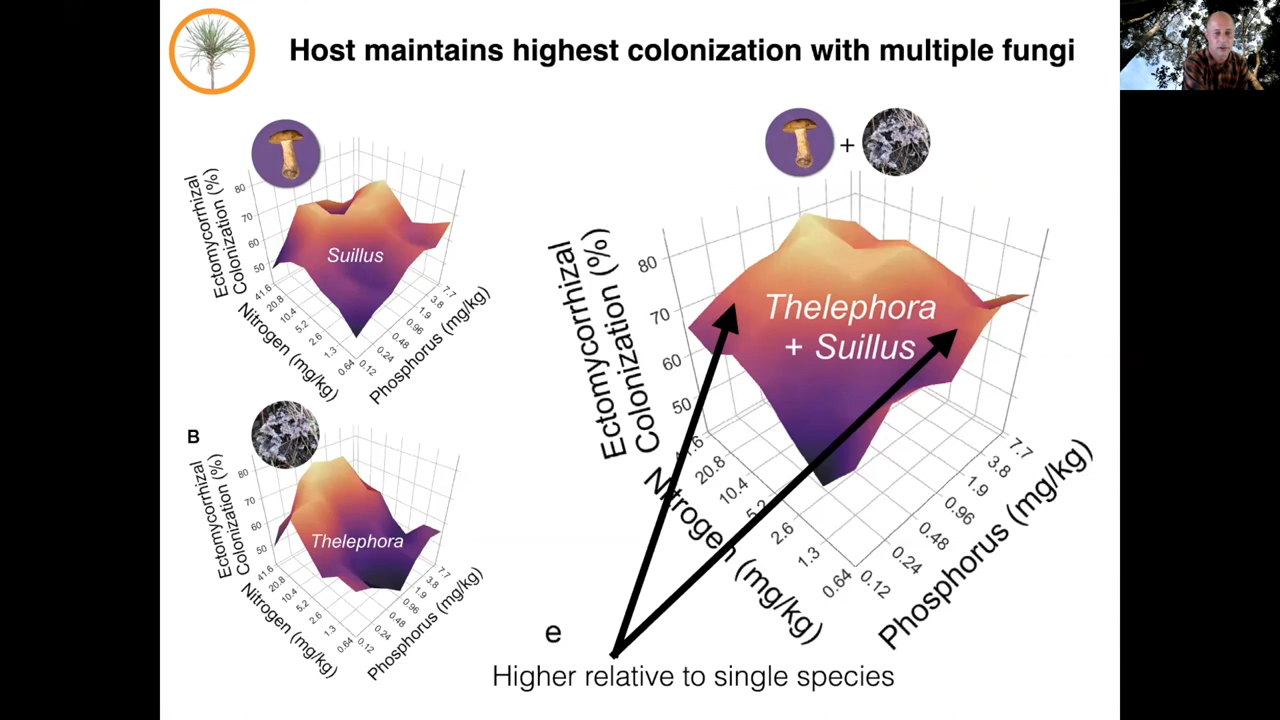 Host maintains highest colonization with multiple fungi
Ectomycorrhizal
Colonization (%)
80
70
60
50
Suillus
41.6
20.8
10.4
5.2
2.6
1.3
0.64
Nitrogen (mg/kg)
0.12
0.24
0.48
0.96
1.9
3.8
7.7
Phosphorus (mg/kg)
B
Ectomycorrhizal
Colonization (%)
80
70
60
50
Thelephora
41.6
20.8
10.4
5.2
2.6
1.3
0.64
Nitrogen (mg/kg)
0.12
0.24
0.48
0.96
1.9
3.8
7.7
Phosphorus (mg/kg)
+
Ectomycorrhizal
Colonization (%)
80
70
60
50
Thelephora
+ Suillus
20.8
10.4
5.2
2.6
1.3
0.64
Nitrogen (mg/kg)
0.12
0.24
0.48
0.96
1.9
3.8
7.7
Phosphorus (mg/kg)
e
Higher relative to single species